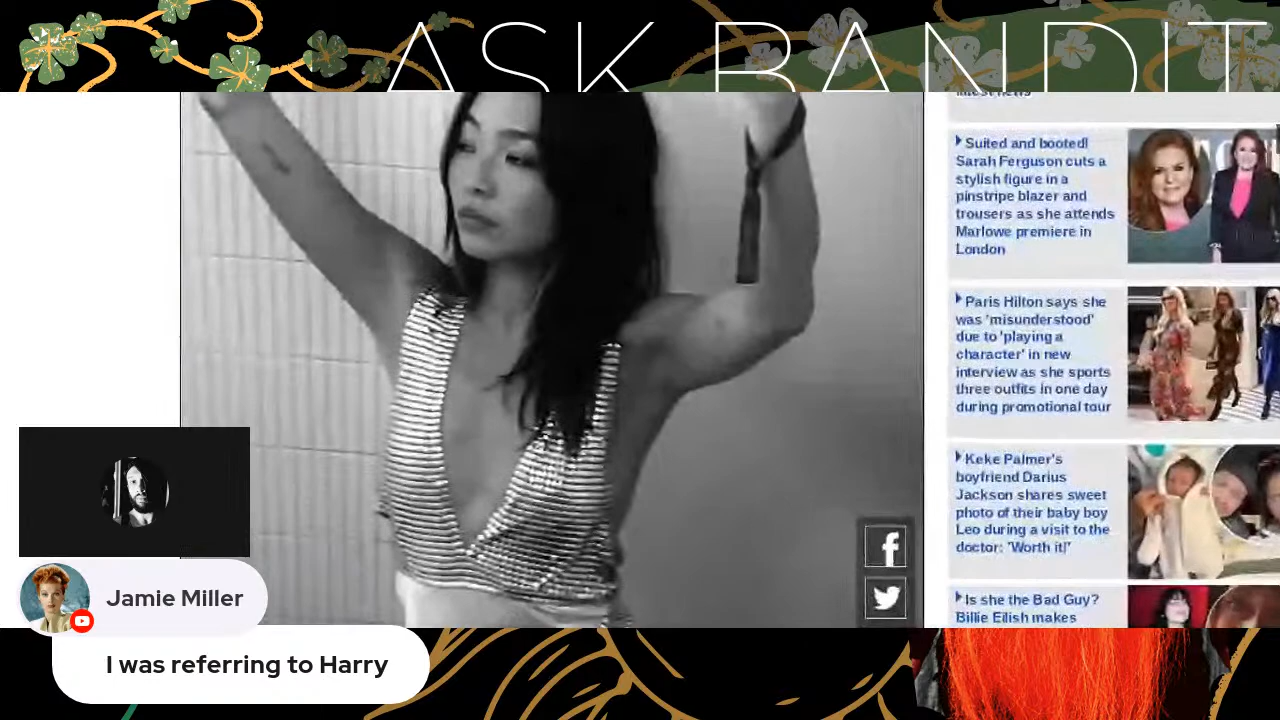 ASK BANDIT
latest news
Suited and booted!
Sarah Ferguson cuts a
stylish figure in a
pinstripe blazer and
trousers as she attends
Marlowe premiere in
London
Paris Hilton says she
was 'misunderstood'
due to 'playing a
character' in new
interview as she sports
three outfits in one day
during promotional tour
Keke Palmer's
boyfriend Darius
Jackson shares sweet
photo of their baby boy
Leo during a visit to the
doctor: 'Worth it!'
Is she the Bad Guy?
Billie Eilish makes
Jamie Miller
I was referring to Harry